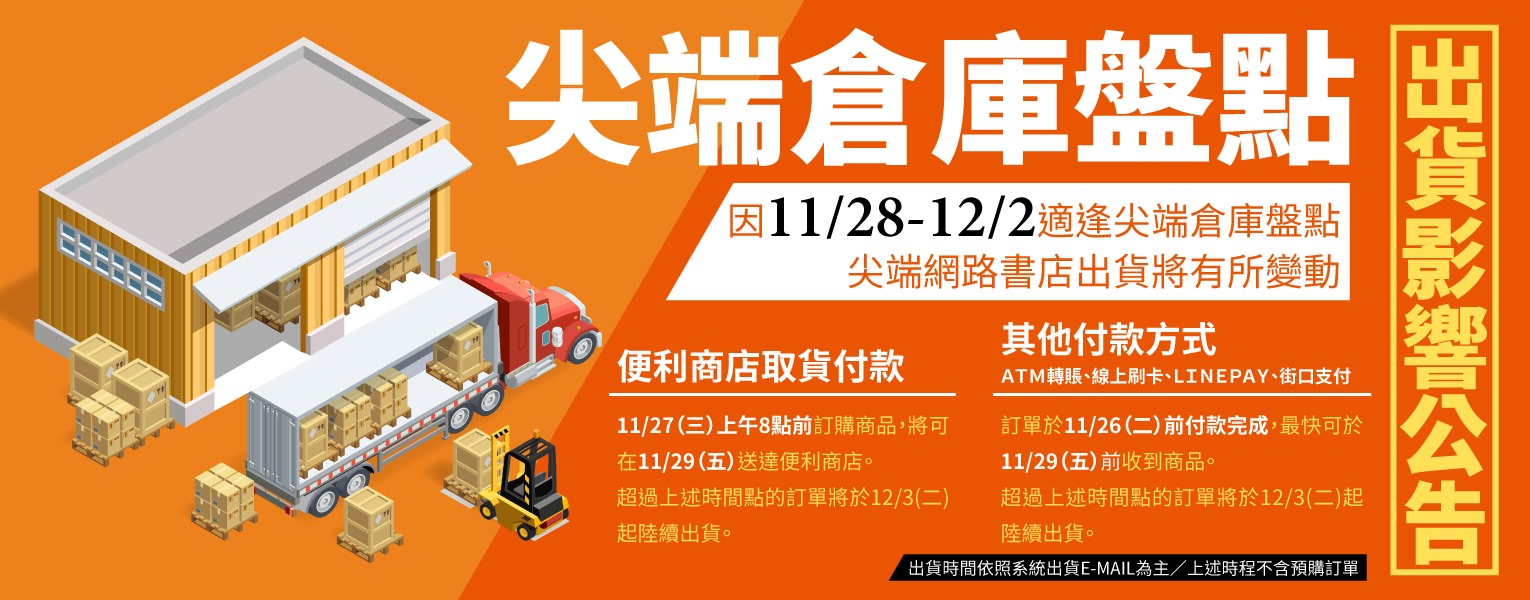 尖端倉庫盤點
因11/28-12/2適逢尖端倉庫盤點
尖端網路書店出貨將有所變動
便利商店取貨付款
11/27(三)上午8點前訂購商品,將可
在11/29(五)送達便利商店。
超過上述時間點的訂單將於12/3(二)
起陸續出貨。
其他付款方式
ATM轉賬、線上刷卡、LINEPAY、街口支付
訂單於11/26(二)前付款完成,最快可於
11/29(五)前收到商品。
超過上述時間點的訂單將於12/3(二)起
陸續出貨。
出貨時間依照系統出貨E-MAIL為主／上述時程不含預購訂單
出貨影響公告